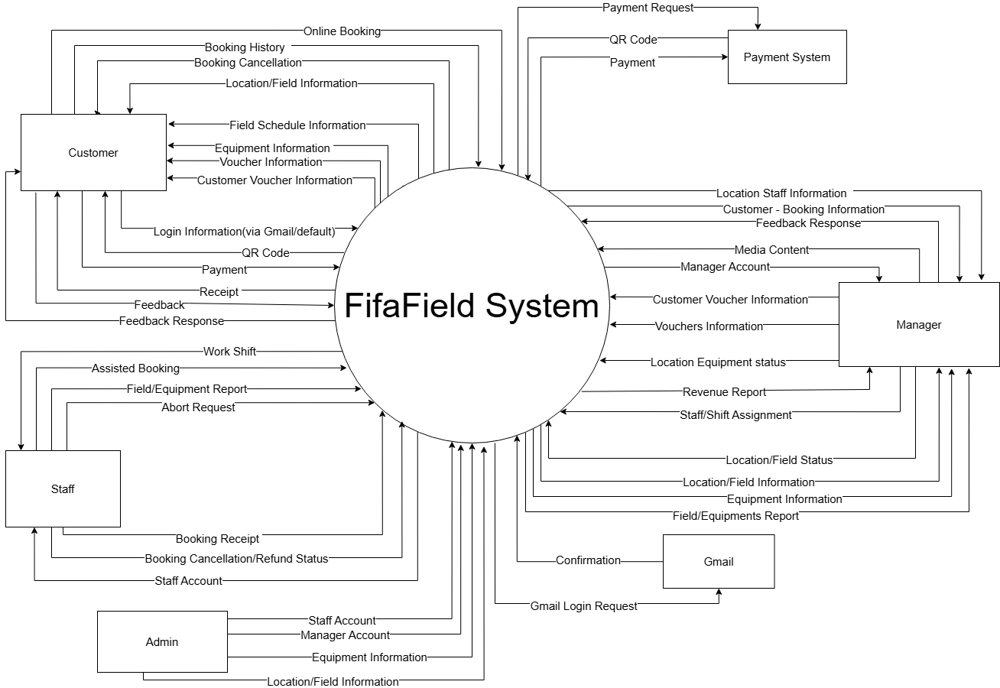 Payment Request
Online Booking
QR Code
Booking History
Payment System
Booking Cancellation
Payment
Location/Field Information
Field Schedule Information
Equipment Information
Customer
Voucher Information
Customer Voucher Information
Location Staff Information
Customer - Booking Information
Feedback Response
Login Information(via Gmail/default)
QR Code
Media Content
Payment
Manager Account
Receipt
Customer Voucher Information
Feedback
FifaField System
Feedback Response
Vouchers Information
Manager
Work Shift
Location Equipment status
Assisted Booking
Field/Equipment Report
Revenue Report
Abort Request
Staff/Shift Assignment
Location/Field Status
Location/Field Information
Staff
Equipment Information
Field/Equipments Report
Booking Receipt
Booking Cancellation/Refund Status
Confirmation
Gmail
Staff Account
Gmail Login Request
Staff Account
Manager Account
Admin
Equipment Information
Location/Field Information